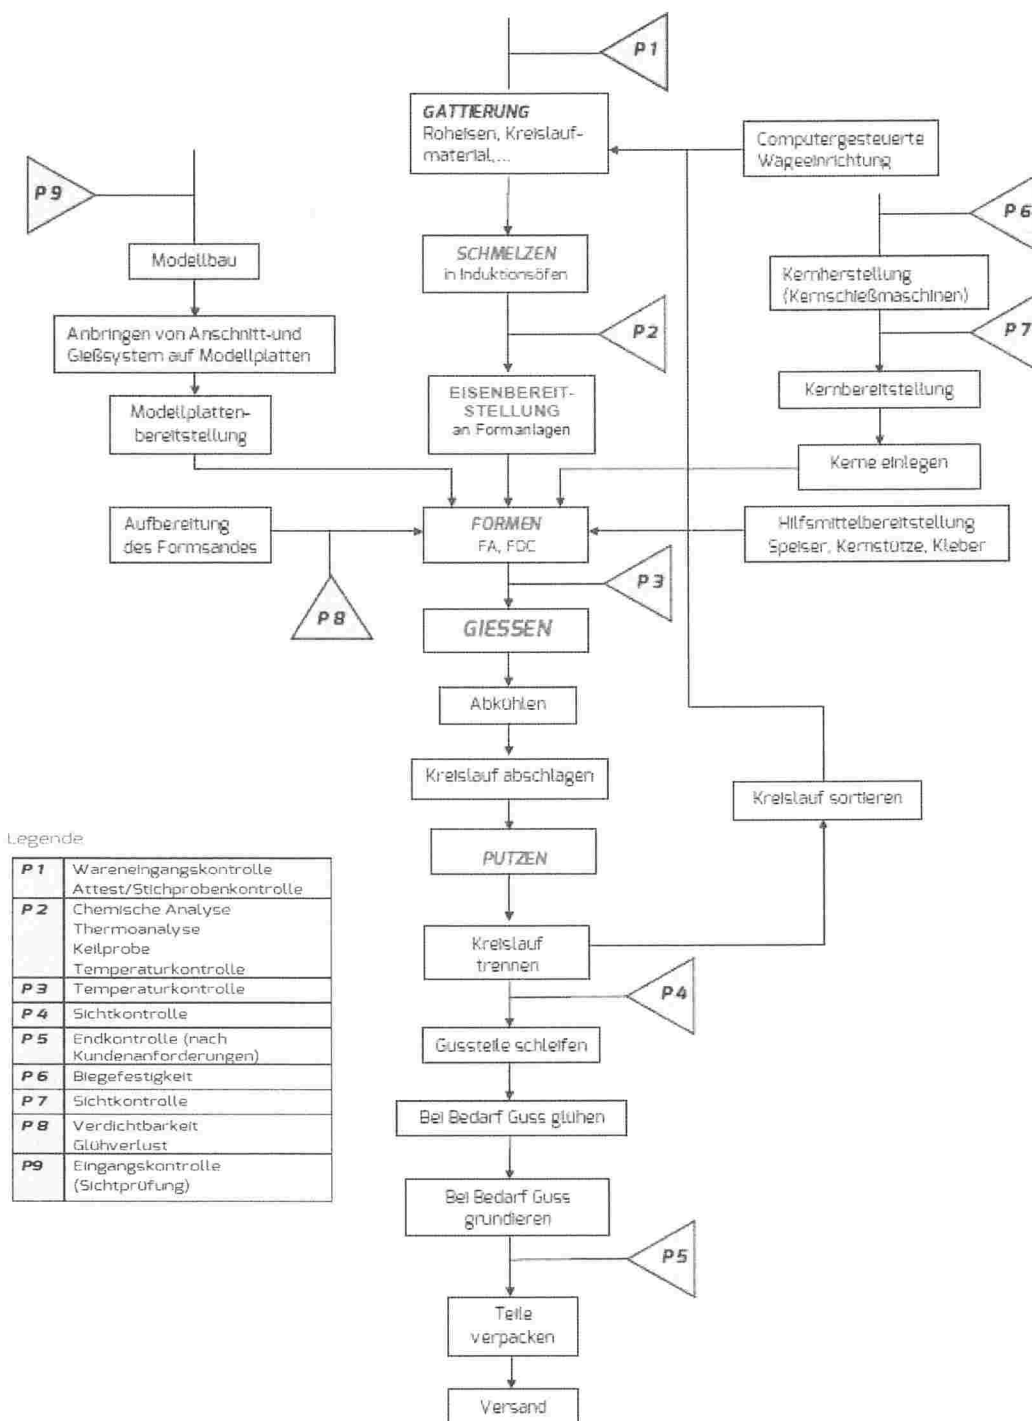 P 1
GATTIERUNG
Roheisen, Kreislauf-
material,...
Computergesteuerte
Wägeeinrichtung
P 9
P 6
Modellbau
SCHMELZEN
in Induktionsöfen
Kernherstellung
(Kernschießmaschinen)
Anbringen von Anschnitt-und
Gießsystem auf Modellplatten
P 2
P 7
EISENBEREIT-
STELLUNG
an Formanlagen
Kernbereitstellung
Modellplatten-
bereitstellung
Kerne einlegen
Aufbereitung
des Formsandes
FORMEN
FA, FDC
Hilfsmittelbereitstellung
Speiser, Kernstütze, Kleber
P 3
P 8
GIESSEN
Abkühlen
Kreislauf abschlagen
Kreislauf sortieren
PUTZEN
Kreislauf
trennen
P 4
Gussteile schleifen
Bei Bedarf Guss glühen
Bei Bedarf Guss
grundieren
P 5
Teile
verpacken
Versand
Legende
P 1 Wareneingangskontrolle
Attest/Stichprobenkontrolle
P 2 Chemische Analyse
Thermoanalyse
Keilprobe
Temperaturkontrolle
P 3 Temperaturkontrolle
P 4 Sichtkontrolle
P 5 Endkontrolle (nach
Kundenanforderungen)
P 6 Biegefestigkeit
P 7 Sichtkontrolle
P 8 Verdichtbarkeit
Glühverlust
P9 Eingangskontrolle
(Sichtprüfung)